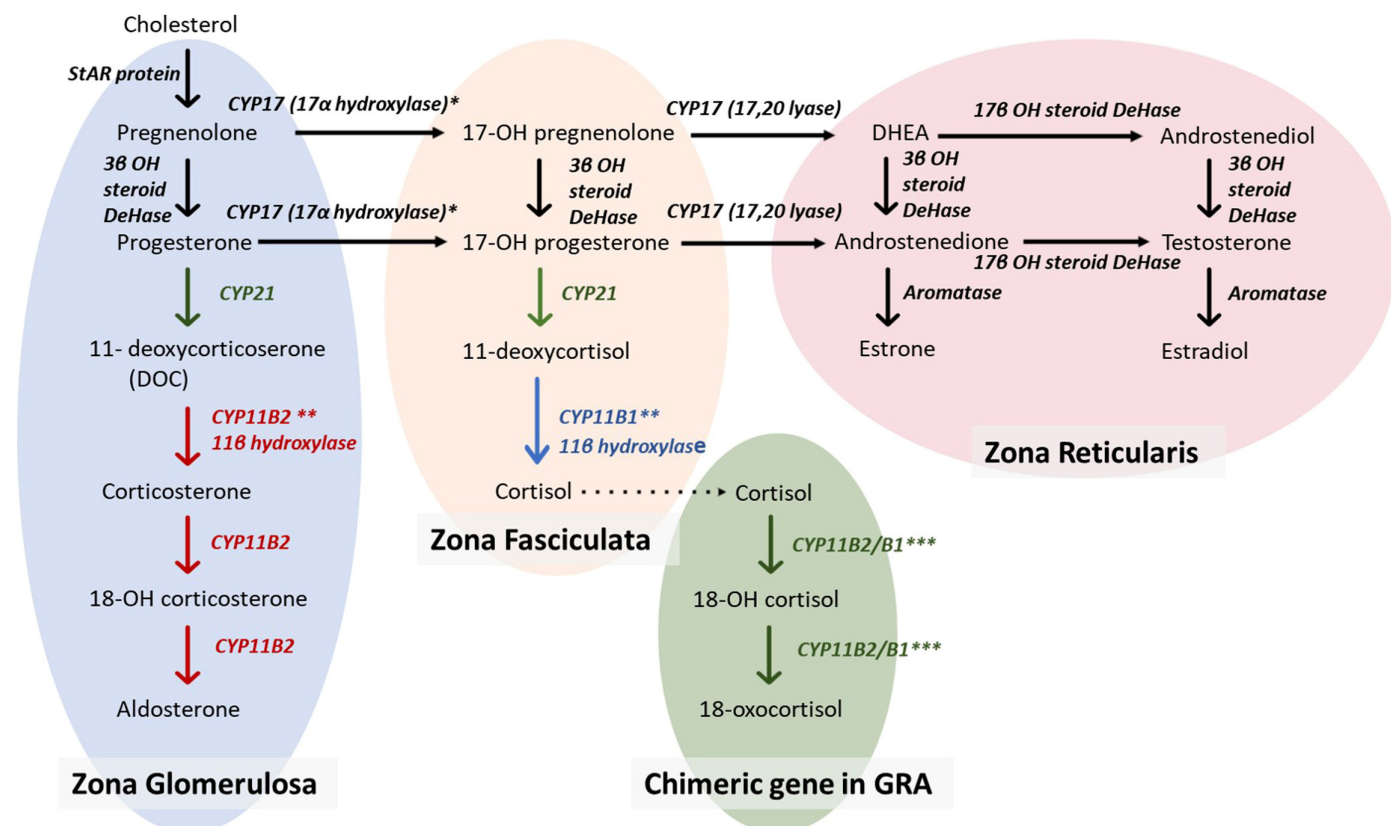 Cholesterol
StAR protein
CYP17 (17α hydroxylase)*
CYP17 (17,20 lyase)
17β OH steroid DeHase
Pregnenolone
17-OH pregnenolone
DHEA
Androstenediol
3β OH
steroid
DeHase
3β OH
steroid
DeHase
3β OH
steroid
DeHase
3β OH
steroid
DeHase
CYP17 (17α hydroxylase)*
CYP17 (17,20 lyase)
Progesterone
17-OH progesterone
Androstenedione
Testosterone
17β OH steroid DeHase
CYP21
CYP21
Aromatase
Aromatase
11- deoxycorticoserone
(DOC)
11-deoxycortisol
Estrone
Estradiol
CYP11B2 **
11β hydroxylase
CYP11B1**
11β hydroxylase
Zona Reticularis
Corticosterone
Cortisol
Cortisol
Zona Fasciculata
CYP11B2
CYP11B2/B1***
18-OH corticosterone
18-OH cortisol
CYP11B2
CYP11B2/B1***
Aldosterone
18-oxocortisol
Zona Glomerulosa
Chimeric gene in GRA